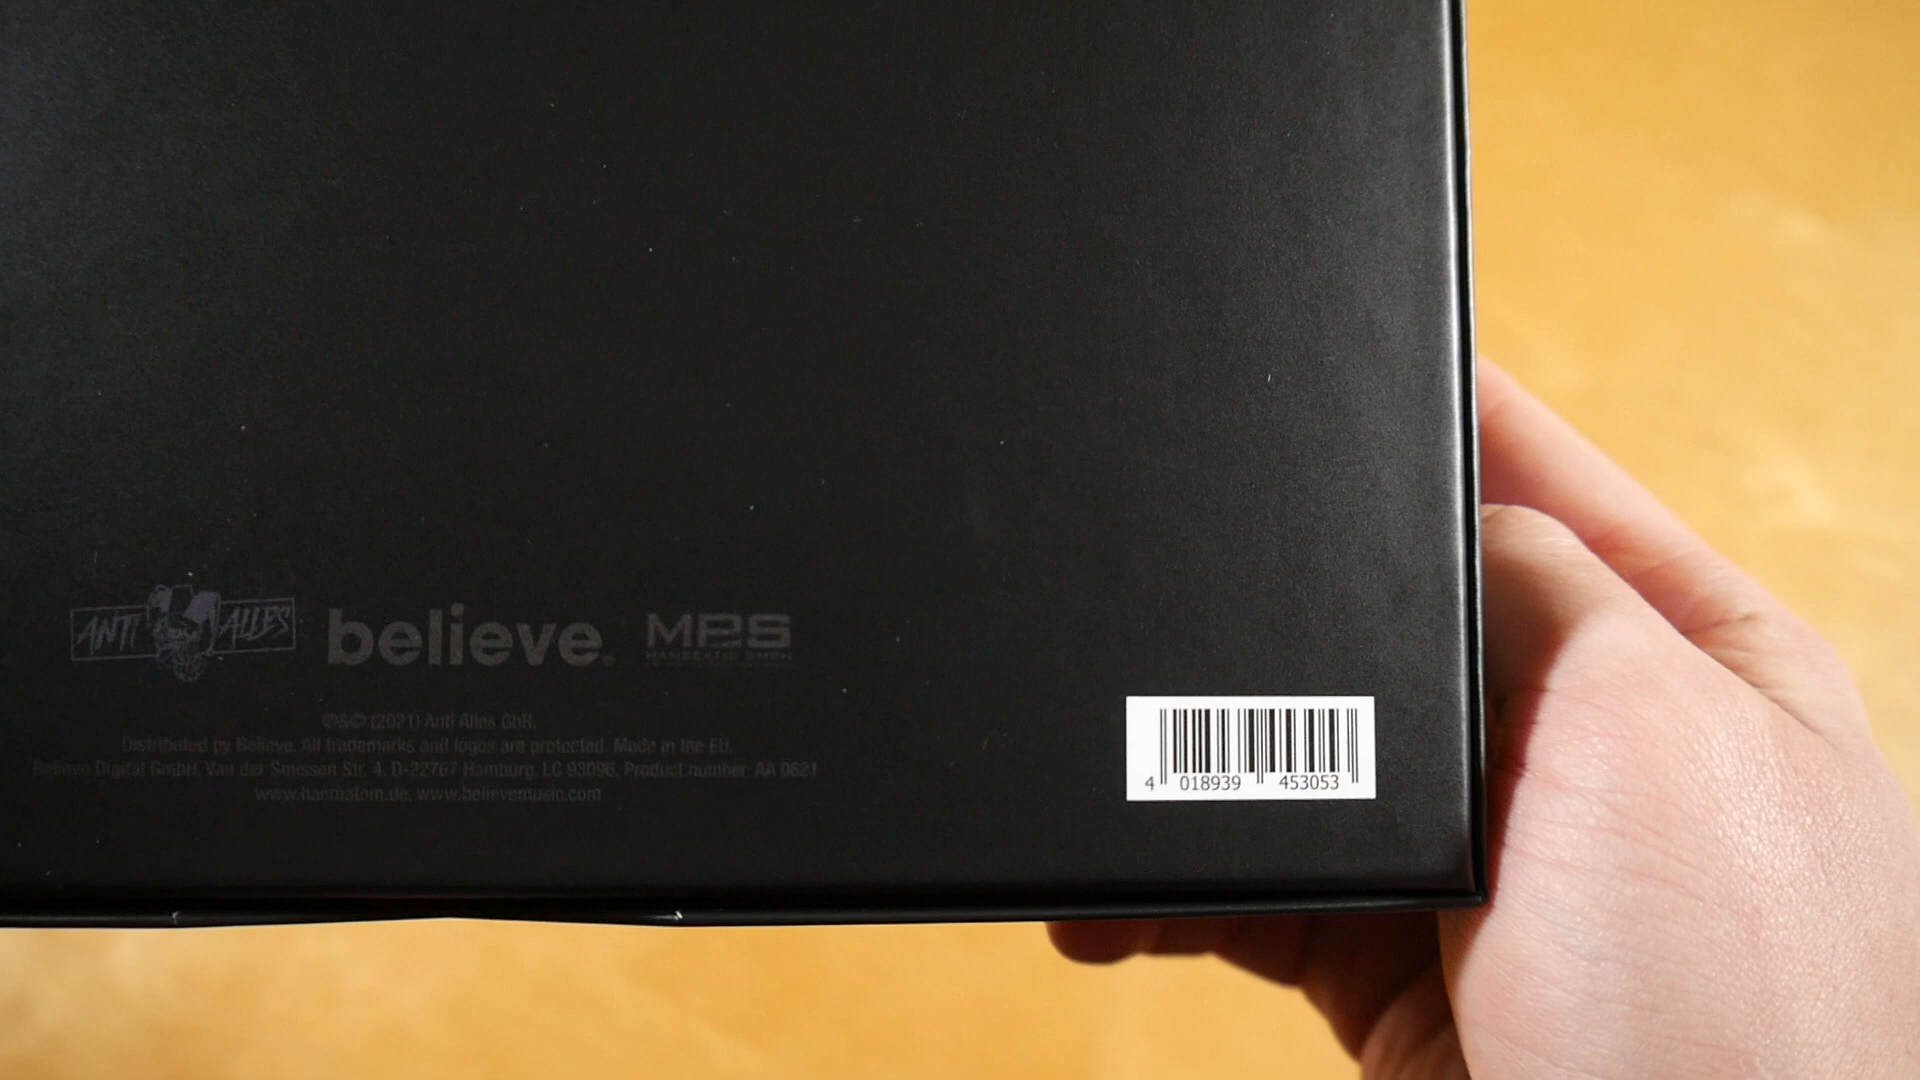 ANTI ALLES
believe.
MPS
HANSEATIC GMBH
℗&© (2021) Anti Alles GbR.
Distributed by Believe. All trademarks and logos are protected. Made in the EU.
Believe Digital GmbH, Van der Smissen Str. 4, D-22767 Hamburg, LC 93096, Product number: AA 0621
www.haematom.de, www.believemusic.com
4 018939 453053